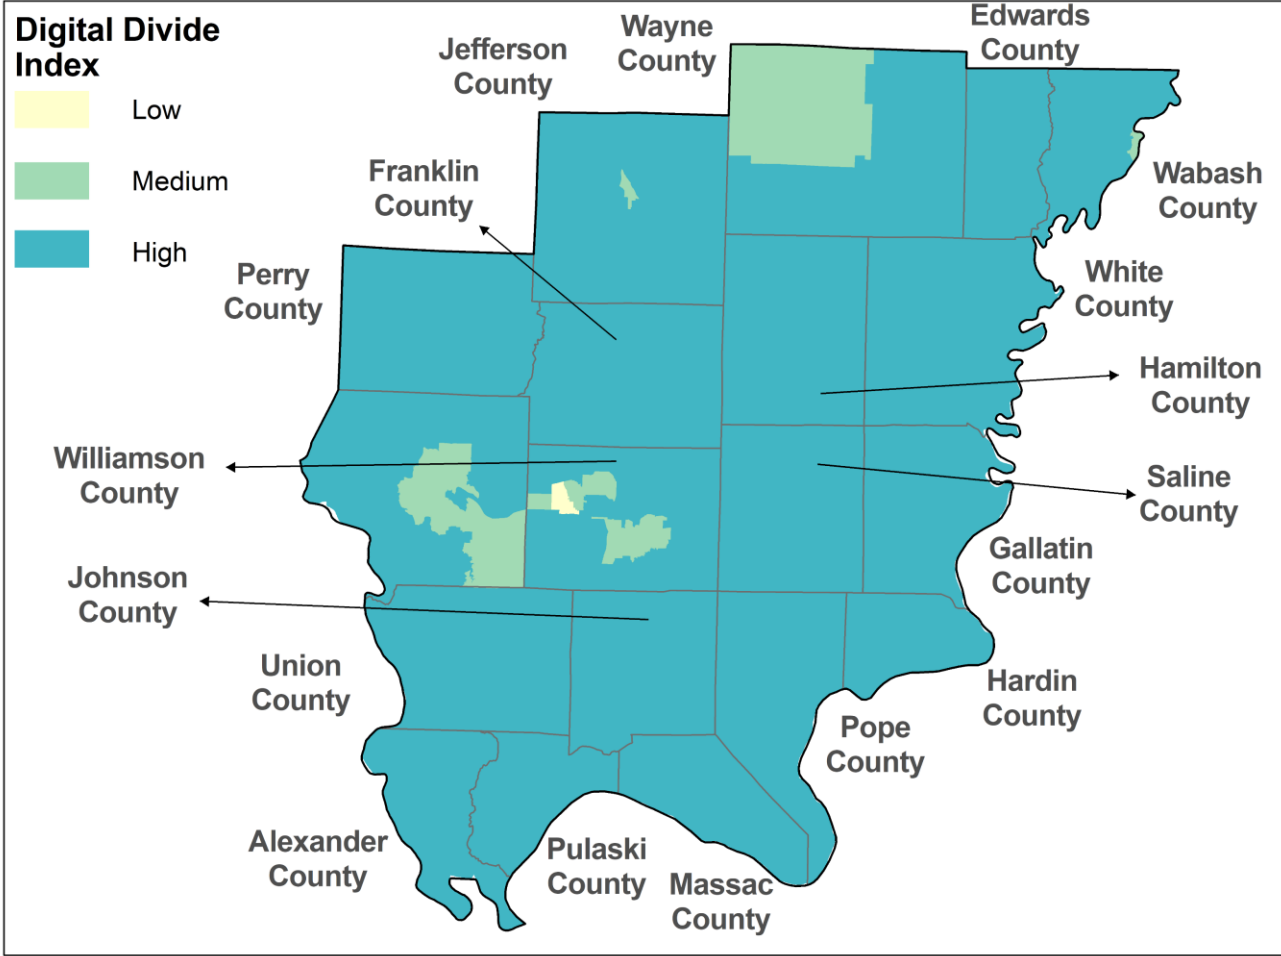 Digital Divide
Index
Low
Medium
High
Jefferson
County
Wayne
County
Edwards
County
Franklin
County
Wabash
County
Perry
County
White
County
Hamilton
County
Williamson
County
Saline
County
Gallatin
County
Johnson
County
Union
County
Hardin
County
Pope
County
Alexander
County
Pulaski
County
Massac
County